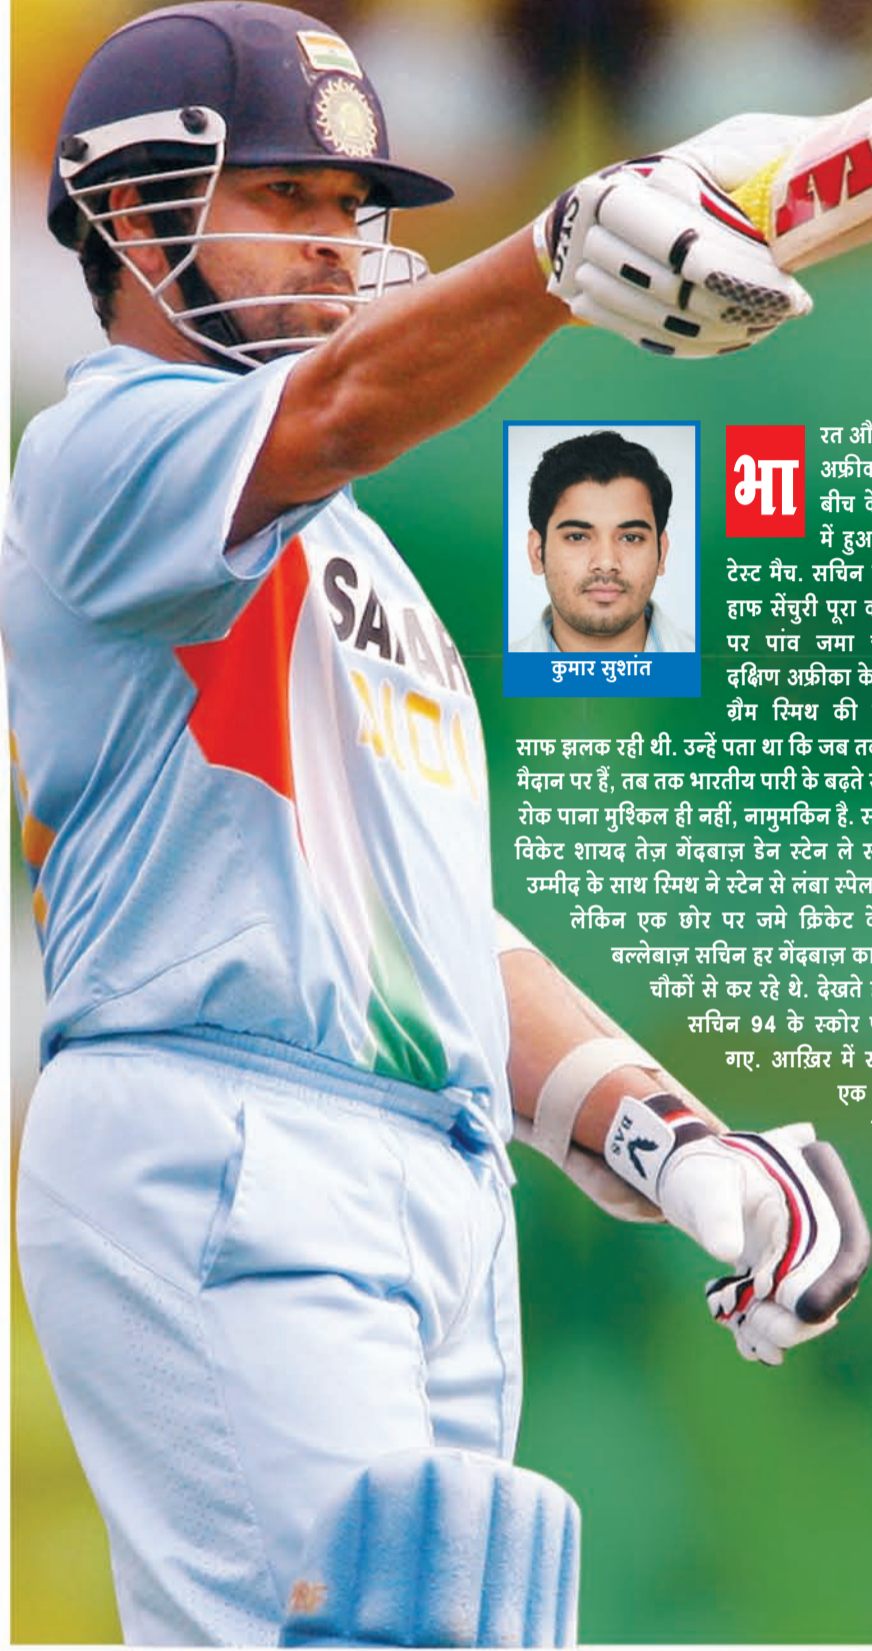 SAHARA
कुमार सुशांत
भा
रत औ
अफ्रीक
बीच के
में हुअ
टेस्ट मैच. सचिन
हाफ सेंचुरी पूरा क
पर पांव जमा
दक्षिण अफ्रीका के
ग्रैम स्मिथ की
साफ झलक रही थी. उन्हें पता था कि जब तक
मैदान पर हैं, तब तक भारतीय पारी के बढ़ते
रोक पाना मुश्किल ही नहीं, नामुमकिन है.
विकेट शायद तेज़ गेंदबाज़ डेन स्टेन ले
उम्मीद के साथ स्मिथ ने स्टेन से लंबा स्पेल
लेकिन एक छोर पर जमे क्रिकेट के
बल्लेबाज़ सचिन हर गेंदबाज़ का
चौकों से कर रहे थे. देखते
सचिन 94 के स्कोर
गए. आख़िर में
एक
BAS